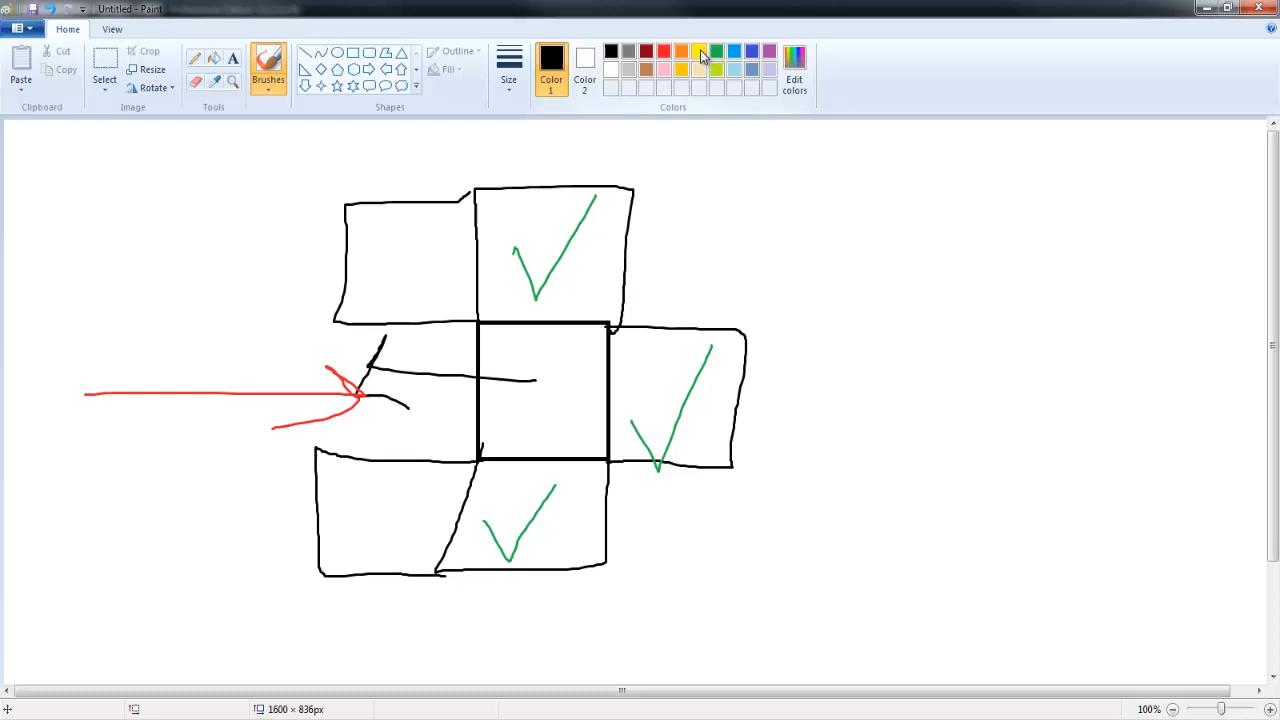 Untitled - Paint
Home
View
Paste
Cut
Copy
Clipboard
Select
Crop
Resize
Rotate
Image
A
Tools
Brushes
Outline
Fill
Shapes
Size
Color
1
Color
2
Edit
colors
Colors
1600 × 836px
100%